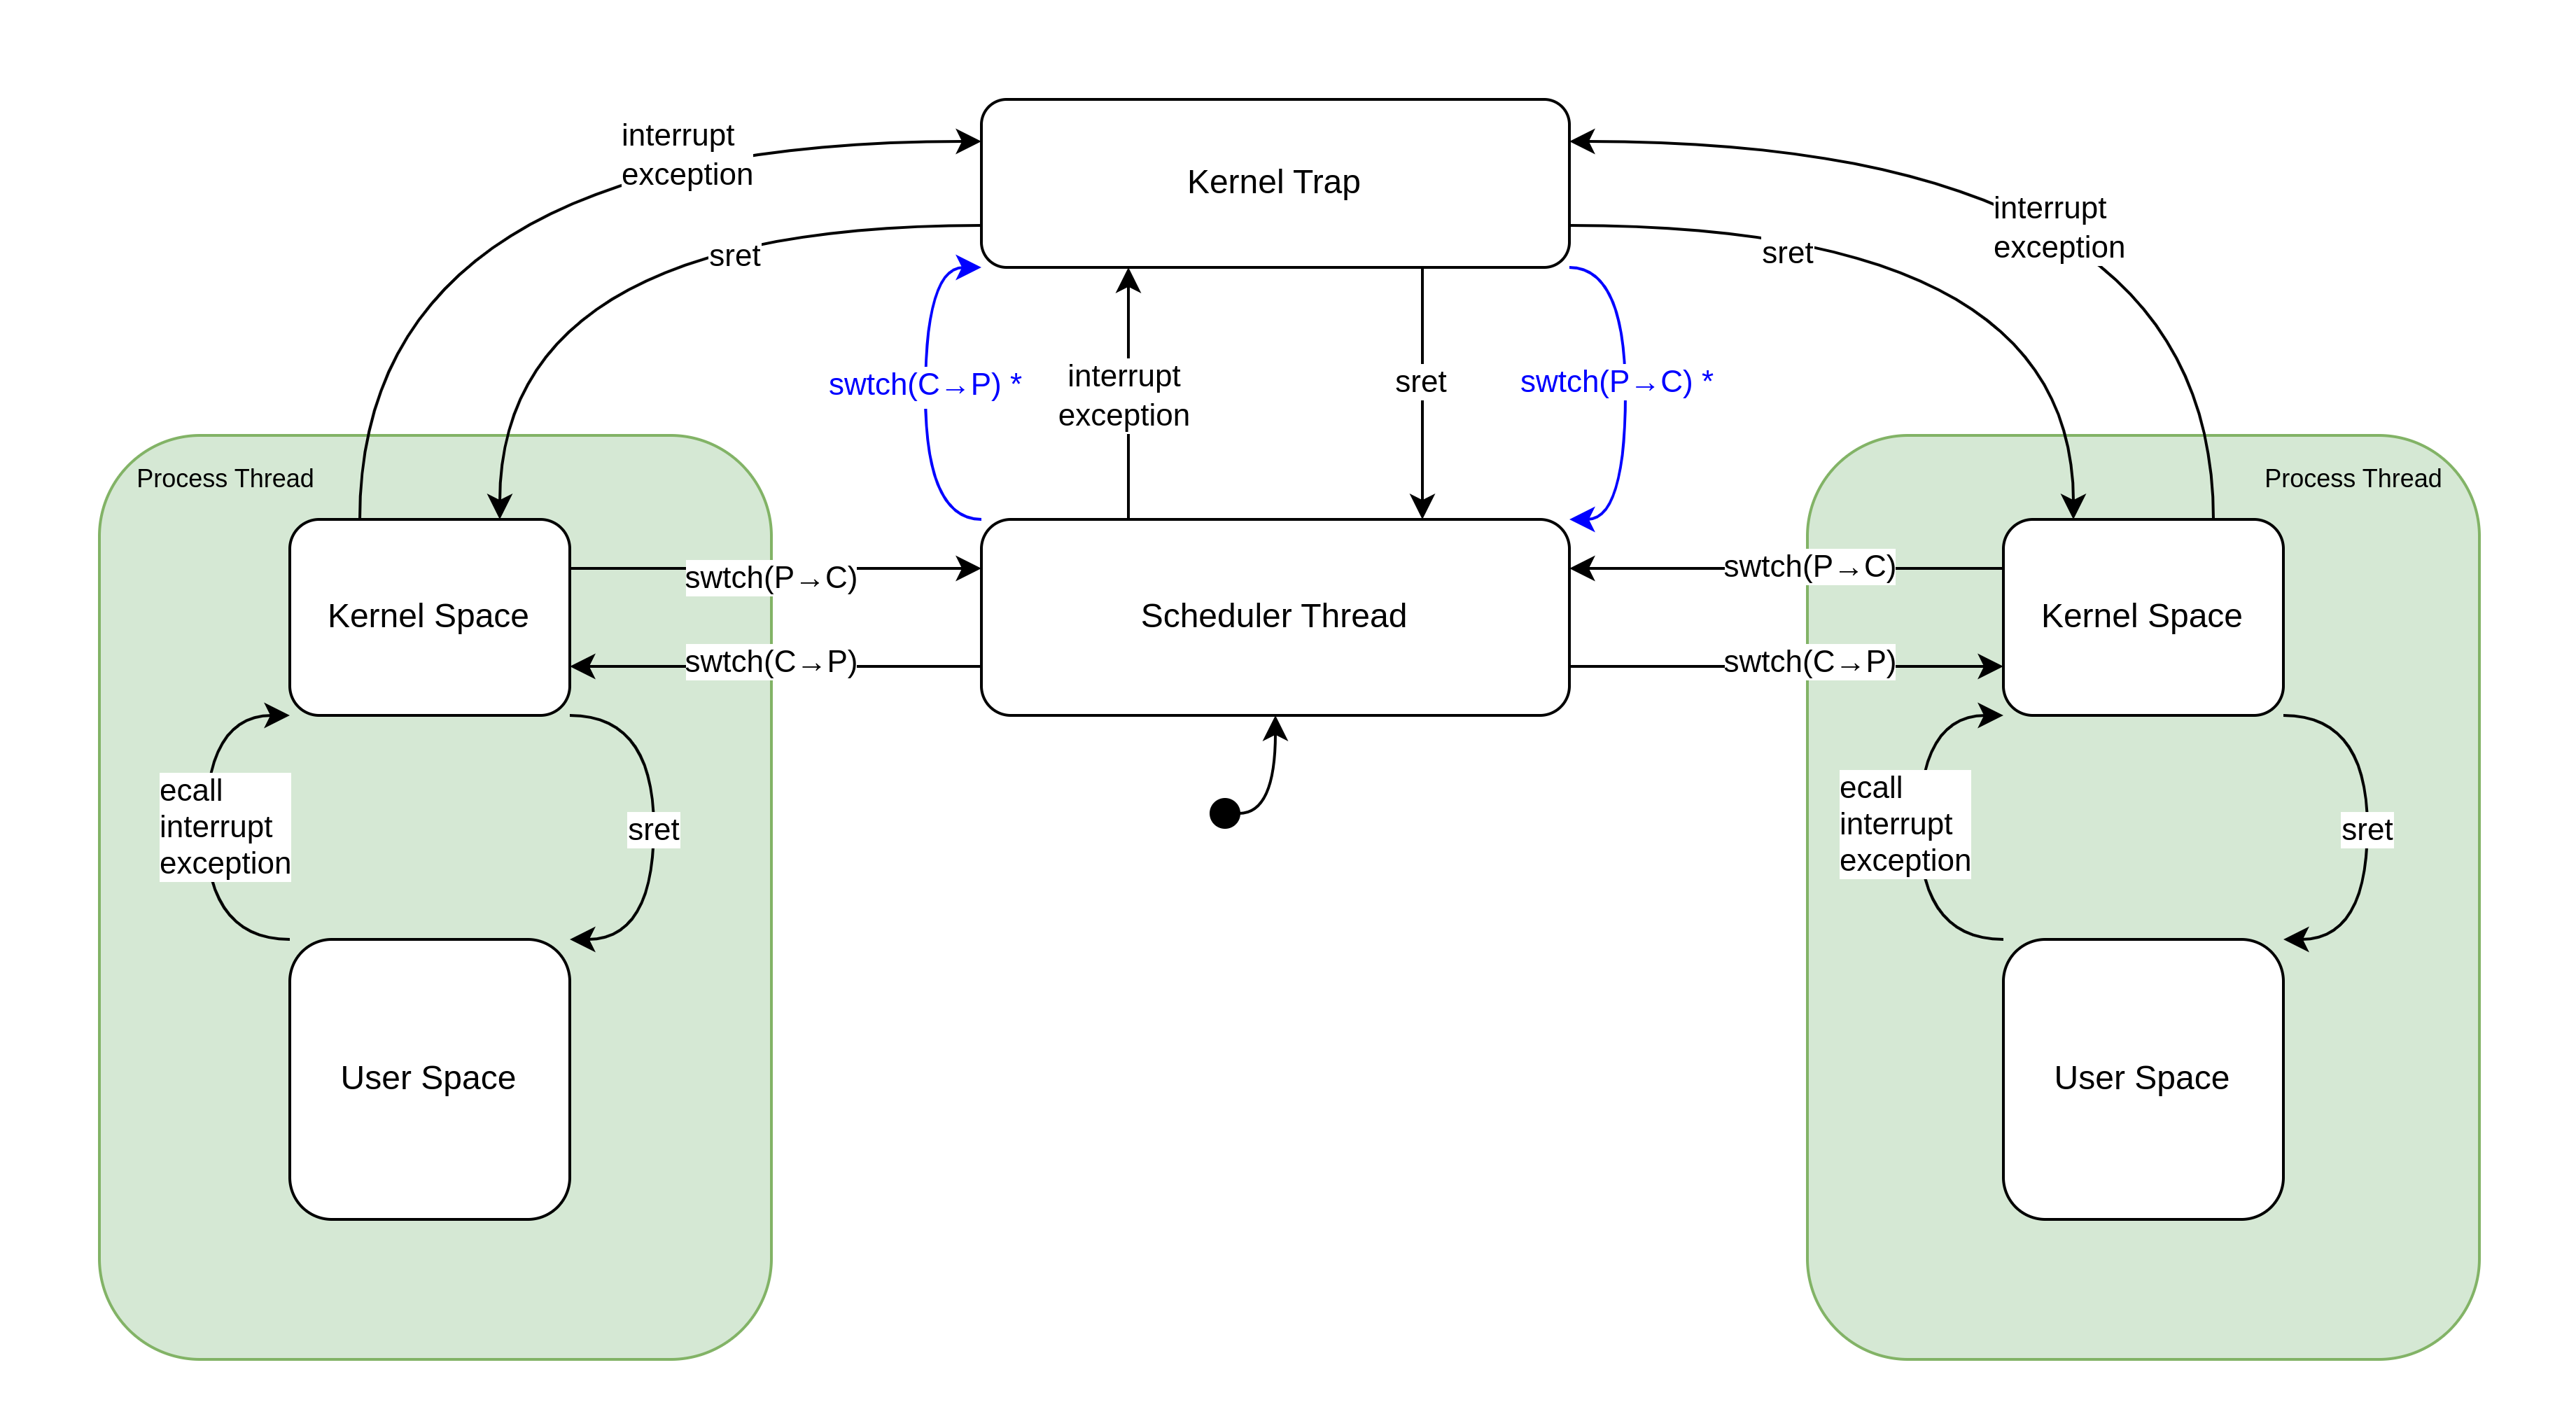 interrupt
exception
Kernel Trap
interrupt
exception
sret
sret
swtch(C→P) *
interrupt
exception
sret
swtch(P→C) *
Process Thread
Process Thread
Kernel Space
swtch(P→C)
swtch(C→P)
Scheduler Thread
swtch(P→C)
swtch(C→P)
Kernel Space
ecall
interrupt
exception
sret
ecall
interrupt
exception
sret
User Space
User Space